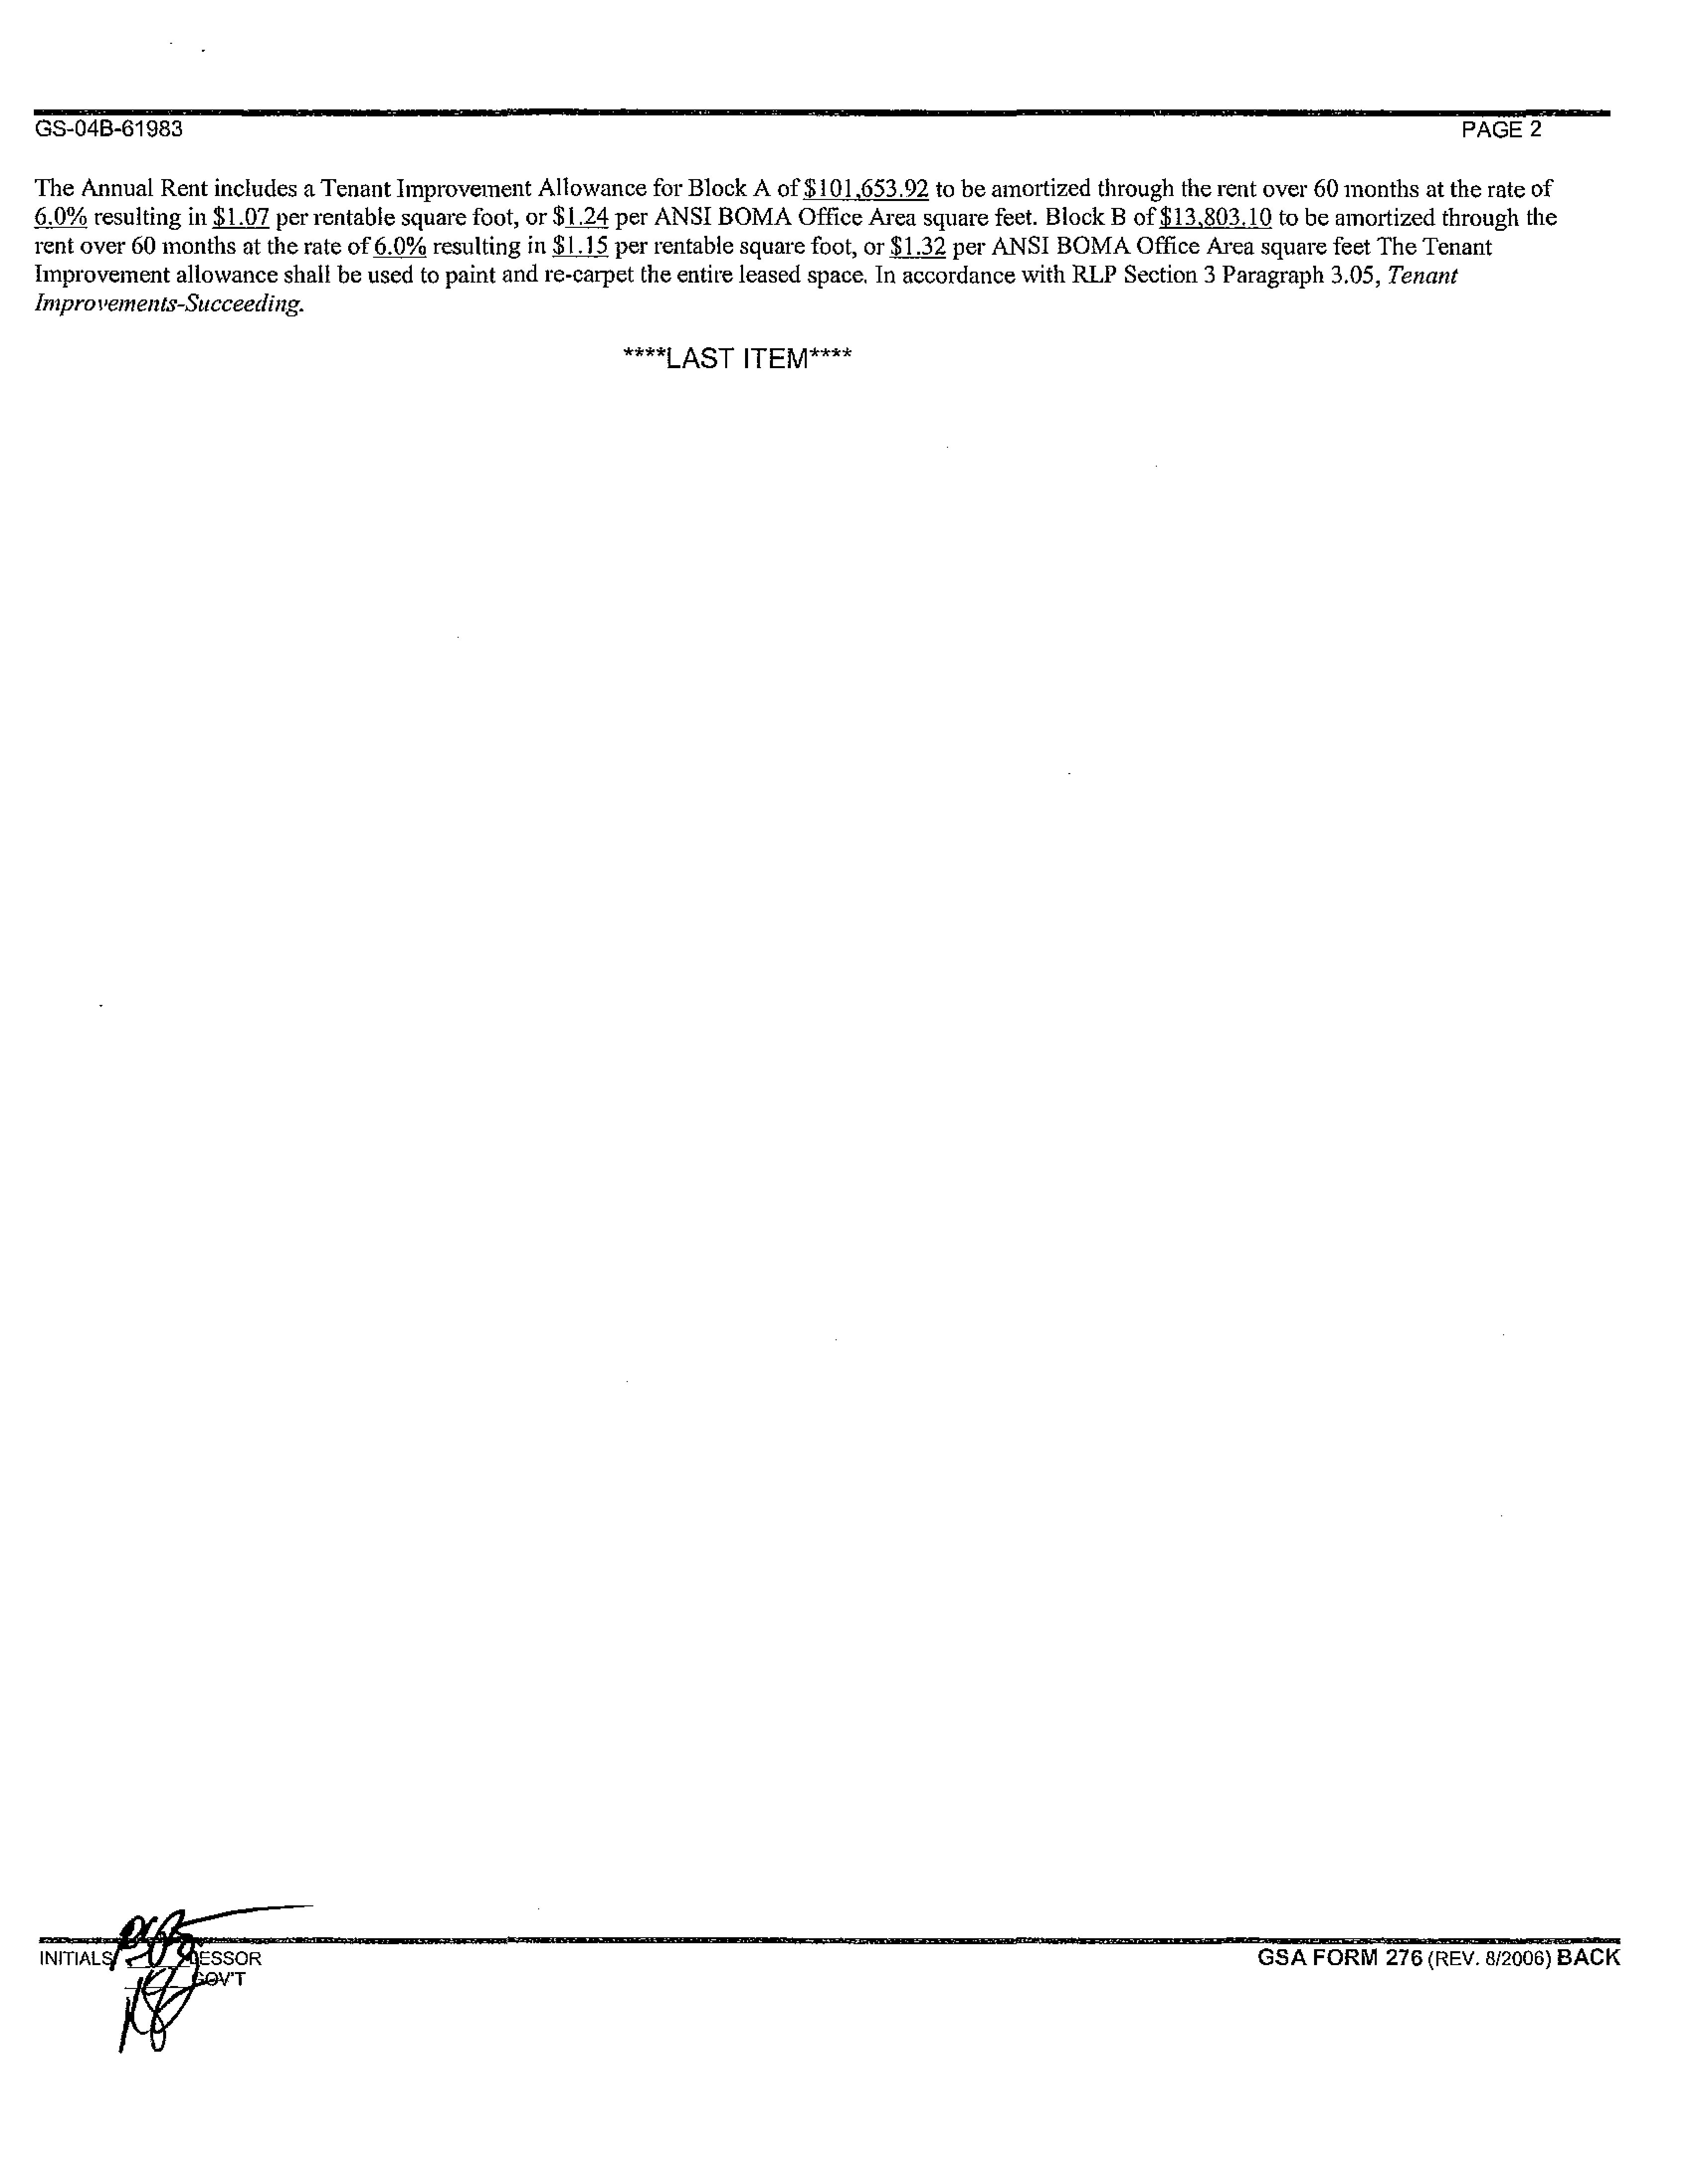 GS-04B-61983 PAGE 2
The Annual Rent includes a Tenant Improvement Allowance for Block A of $101,653.92 to be amortized through the rent over 60 months at the rate of
6.0% resulting in $1.07 per rentable square foot, or $1.24 per ANSI BOMA Office Area square feet. Block B of $13,803.10 to be amortized through the
rent over 60 months at the rate of 6.0% resulting in $1.15 per rentable square foot, or $1.32 per ANSI BOMA Office Area square feet The Tenant
Improvement allowance shall be used to paint and re-carpet the entire leased space. In accordance with RLP Section 3 Paragraph 3.05, Tenant
Improvements-Succeeding.
****LAST ITEM****
INITIALS LESSOR GSA FORM 276 (REV. 8/2006) BACK
GOV'T